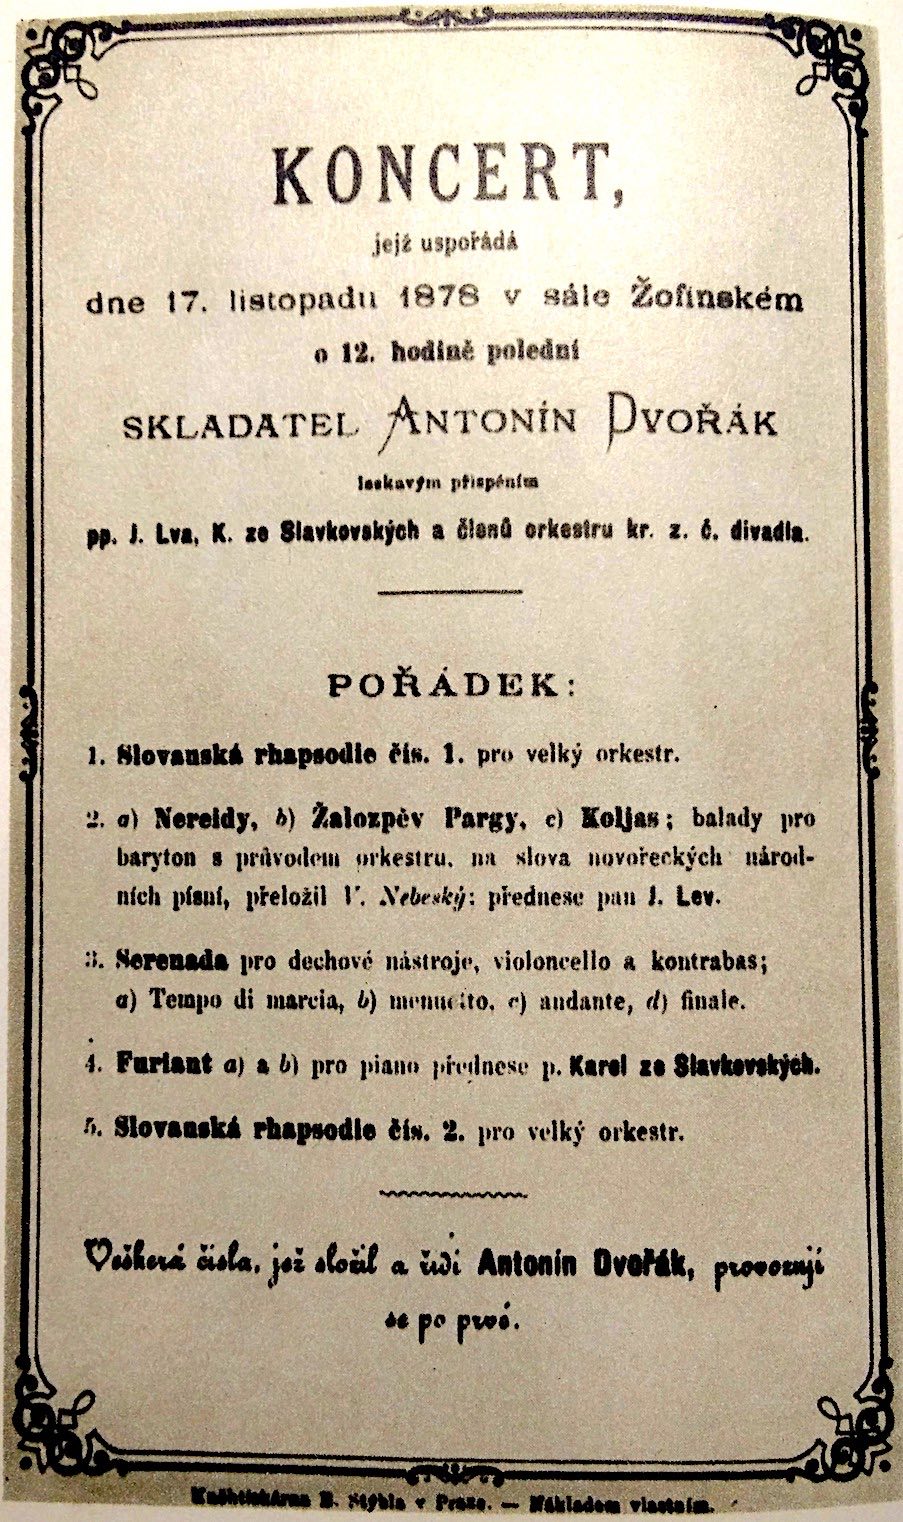 KONCERT,
jejž uspořádá
dne 17. listopadu 1878 v sále Žofínském
o 12. hodině polední
SKLADATEL ANTONÍN DVOŘÁK
laskavým přispěním
pp. J. Lva, K. ze Slavkovských a členů orkestru kr. z. č. divadla.
POŘÁDEK:
1. Slovanská rhapsodie čís. 1. pro velký orkestr.
2. a) Nereidy, b) Žalozpěv Pargy, c) Koljas; balady pro
baryton s průvodem orkestru, na slova novořeckých národ-
ních písní, přeložil V. Nebeský: přednese pan J. Lev.
3. Serenada pro dechové nástroje, violoncello a kontrabas;
a) Tempo di marcia, b) menuetto, c) andante, d) finale.
4. Furiant a) a b) pro piano přednese p. Karel ze Slavkovských.
5. Slovanská rhapsodie čís. 2. pro velký orkestr.
Veškerá čísla, jež složil a řídí Antonín Dvořák, provozují
se po prvé.
Knihtiskárna B. Stýbla v Praze. — Nákladem vlastním.